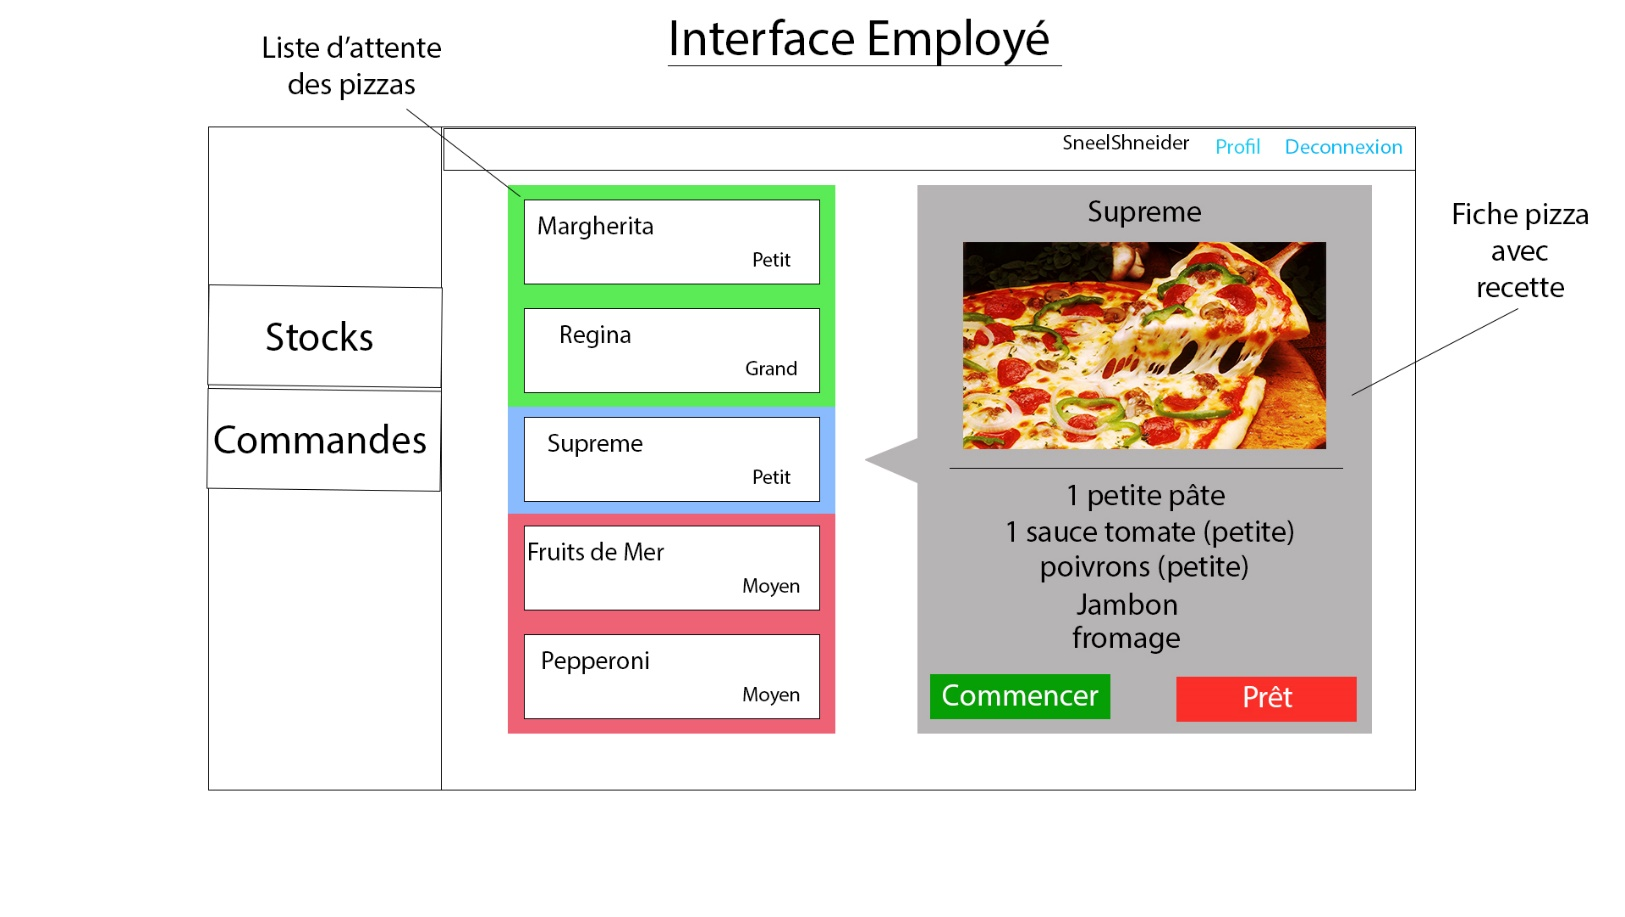 Interface Employé
Liste d'attente
des pizzas
SneelShneider Profil Deconnexion
Stocks
Commandes
Margherita
Petit
Regina
Grand
Supreme
Petit
Fruits de Mer
Moyen
Pepperoni
Moyen
Supreme
1 petite pâte
1 sauce tomate (petite)
poivrons (petite)
Jambon
fromage
Commencer
Prêt
Fiche pizza
avec
recette